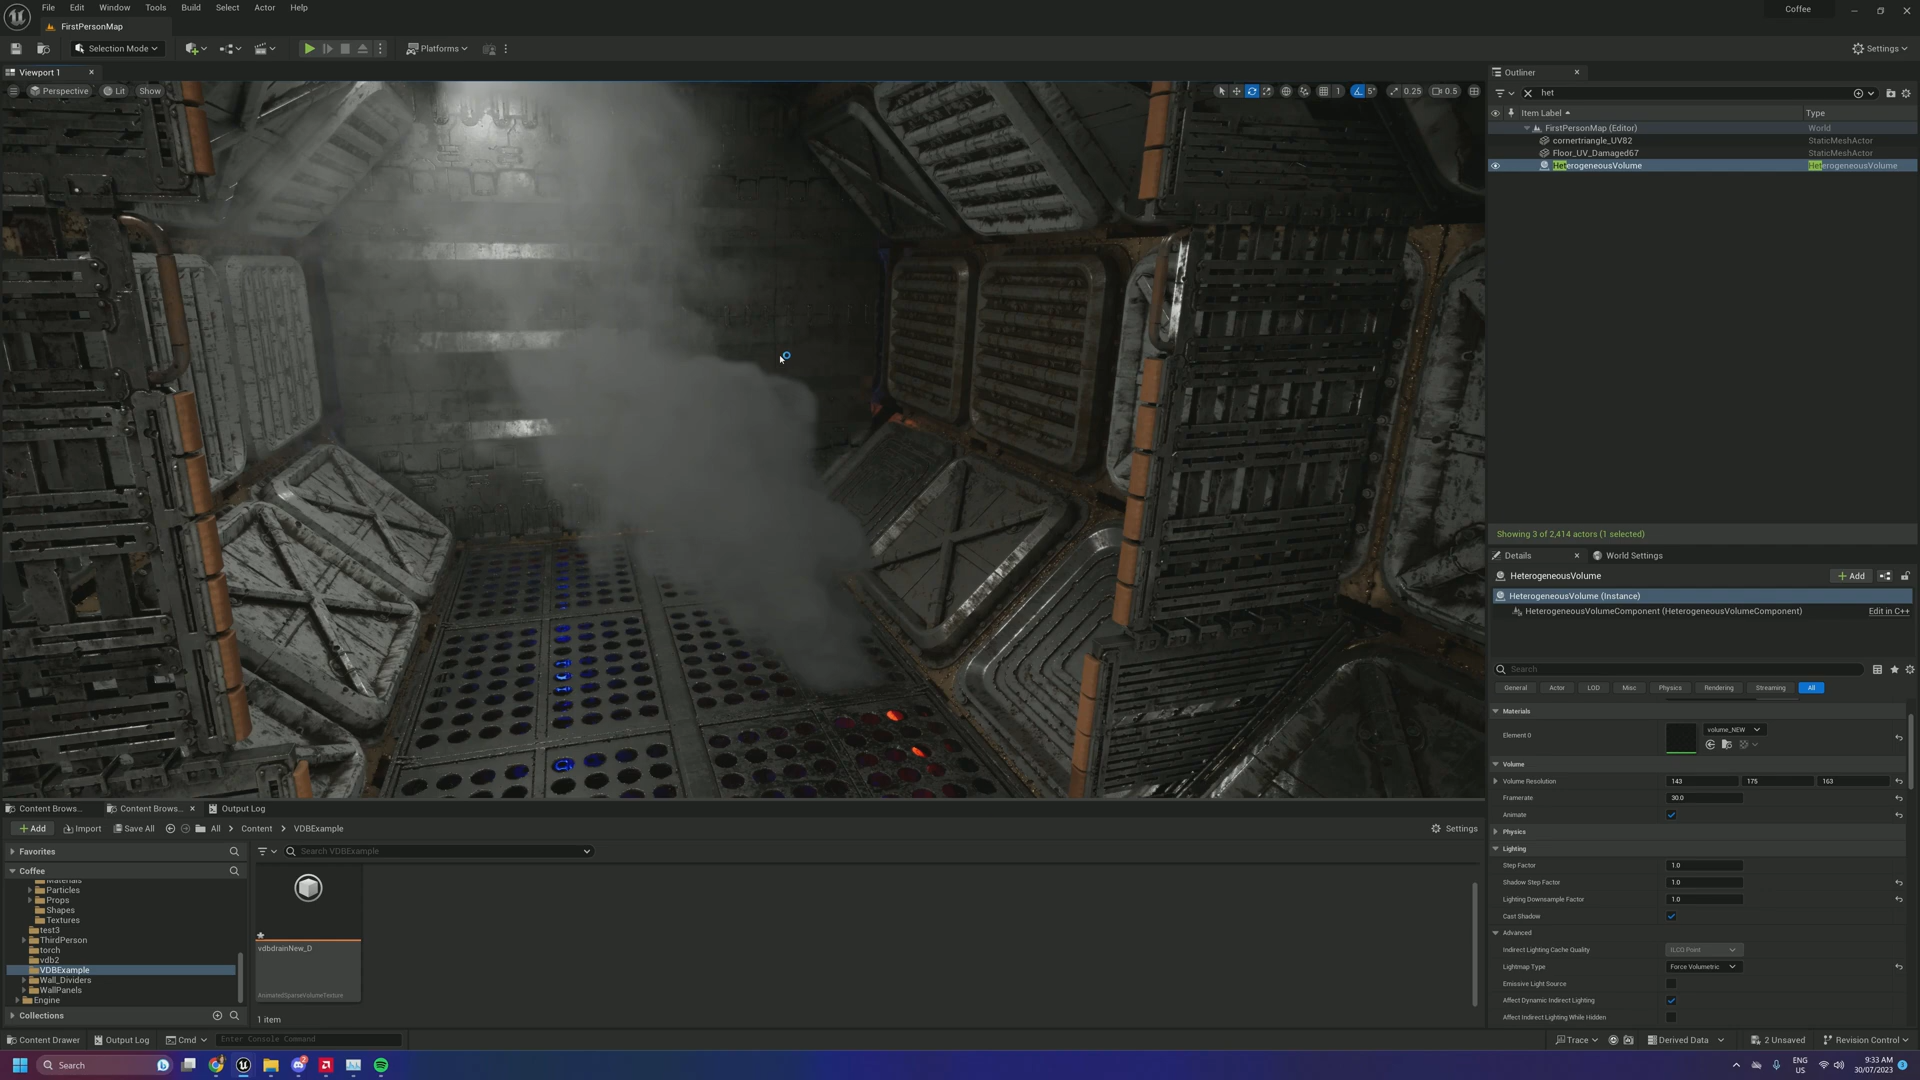 File Edit Window Tools Build Select Actor Help
Coffee
FirstPersonMap
Selection Mode
Platforms
Settings
Viewport 1
Perspective Lit Show
1 5° 0.25 0.5
Outliner
het
Item Label Type
FirstPersonMap (Editor) World
cornertriangle_UV82 StaticMeshActor
Floor_UV_Damaged67 StaticMeshActor
HeterogeneousVolume HeterogeneousVolume
Showing 3 of 2,414 actors (1 selected)
Details World Settings
HeterogeneousVolume Add
HeterogeneousVolume (Instance)
HeterogeneousVolumeComponent (HeterogeneousVolumeComponent) Edit in C++
Search
General Actor LOD Misc Physics Rendering Streaming All
Materials
Element 0 volume_NEW
Volume
Volume Resolution 143 175 163
Framerate 30.0
Animate
Physics
Lighting
Step Factor 1.0
Shadow Step Factor 1.0
Lighting Downsample Factor 1.0
Cast Shadow
Advanced
Indirect Lighting Cache Quality ILCQ Point
Lightmap Type Force Volumetric
Emissive Light Source
Affect Dynamic Indirect Lighting
Affect Indirect Lighting While Hidden
Content Brows... Content Brows... Output Log
Add Import Save All All Content VDBExample Settings
Favorites
Search VDBExample
Coffee
Materials
Particles
Props
Shapes
Textures
test3
ThirdPerson
torch
vdb2
VDBExample
Wall_Dividers
WallPanels
Engine
Collections
vdbdrainNew_D
AnimatedSparseVolumeTexture
1 item
Content Drawer Output Log Cmd Enter Console Command
Trace Derived Data 2 Unsaved Revision Control
Search
ENG
US
9:33 AM
30/07/2023